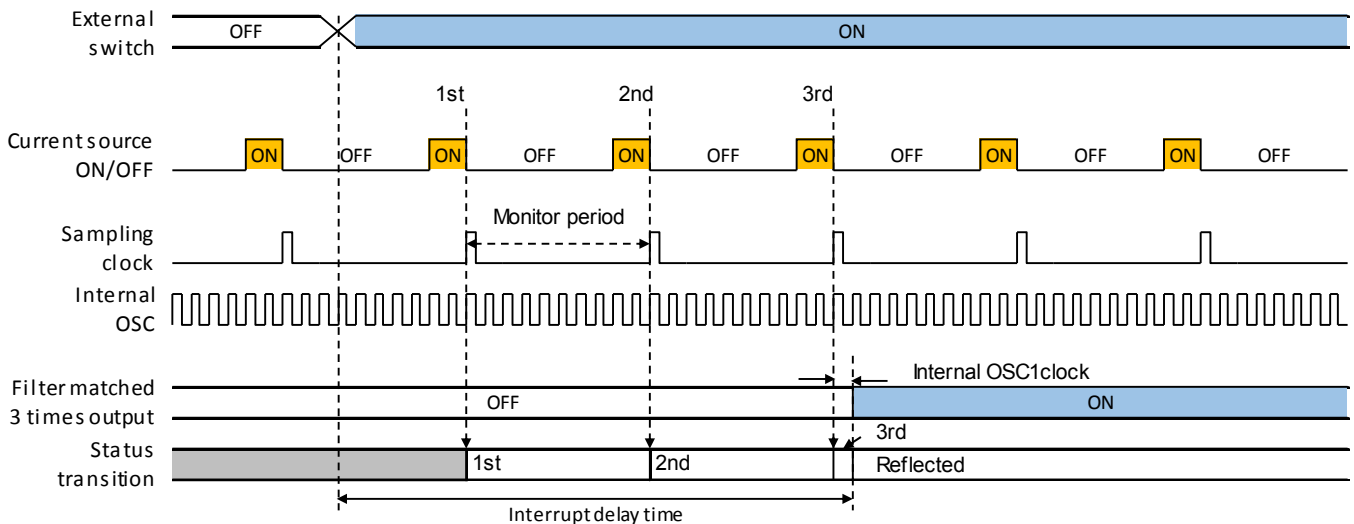 External
switch
OFF
ON
1st
2nd
3rd
Current source
ON/OFF
ON
OFF
ON
OFF
ON
OFF
ON
OFF
ON
OFF
ON
OFF
Monitor period
Sampling
clock
Internal
OSC
Filter matched
3 times output
Internal OSC1clock
OFF
ON
Status
transition
1st
2nd
3rd
Reflected
Interrupt delay time